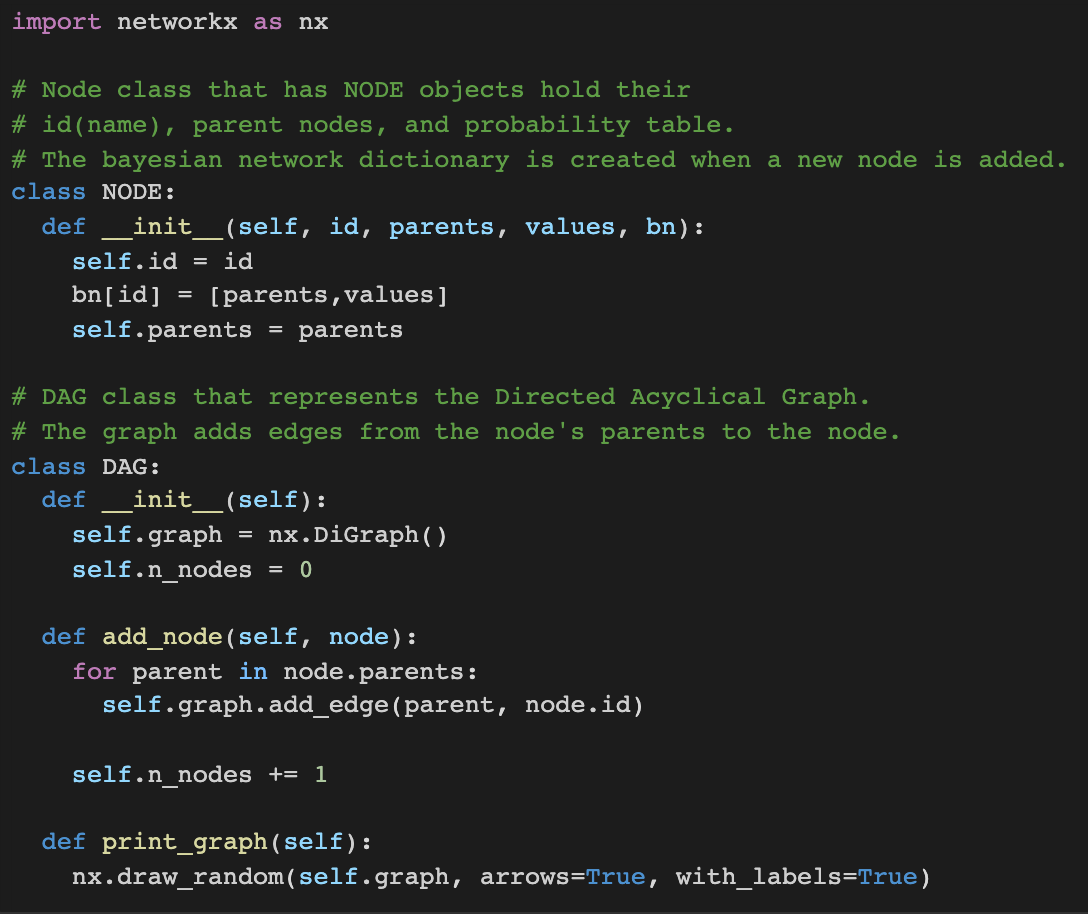 import networkx as nx

# Node class that has NODE objects hold their
# id(name), parent nodes, and probability table.
# The bayesian network dictionary is created when a new node is added.
class NODE:
  def __init__(self, id, parents, values, bn):
    self.id = id
    bn[id] = [parents,values]
    self.parents = parents

# DAG class that represents the Directed Acyclical Graph.
# The graph adds edges from the node's parents to the node.
class DAG:
  def __init__(self):
    self.graph = nx.DiGraph()
    self.n_nodes = 0

  def add_node(self, node):
    for parent in node.parents:
      self.graph.add_edge(parent, node.id)

    self.n_nodes += 1

  def print_graph(self):
    nx.draw_random(self.graph, arrows=True, with_labels=True)